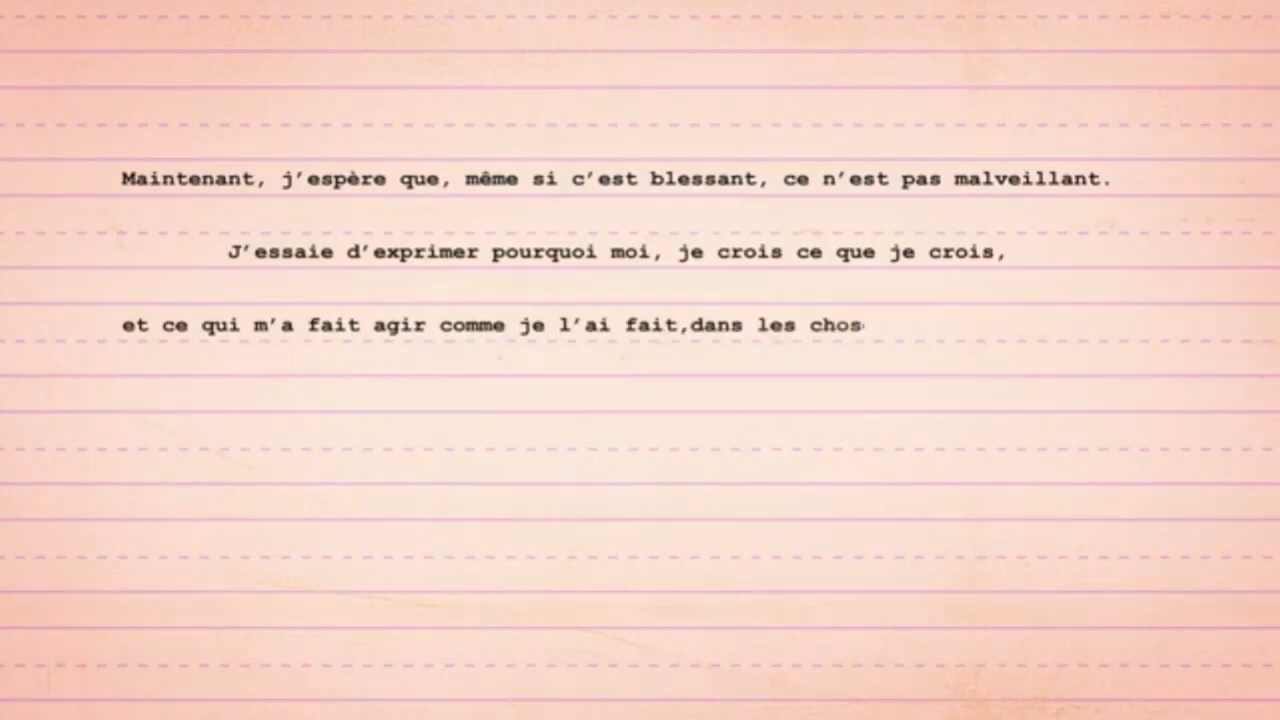 Maintenant, j’espère que, même si c’est blessant, ce n’est pas malveillant.
J’essaie d’exprimer pourquoi moi, je crois ce que je crois,
et ce qui m’a fait agir comme je l’ai fait,dans les chos